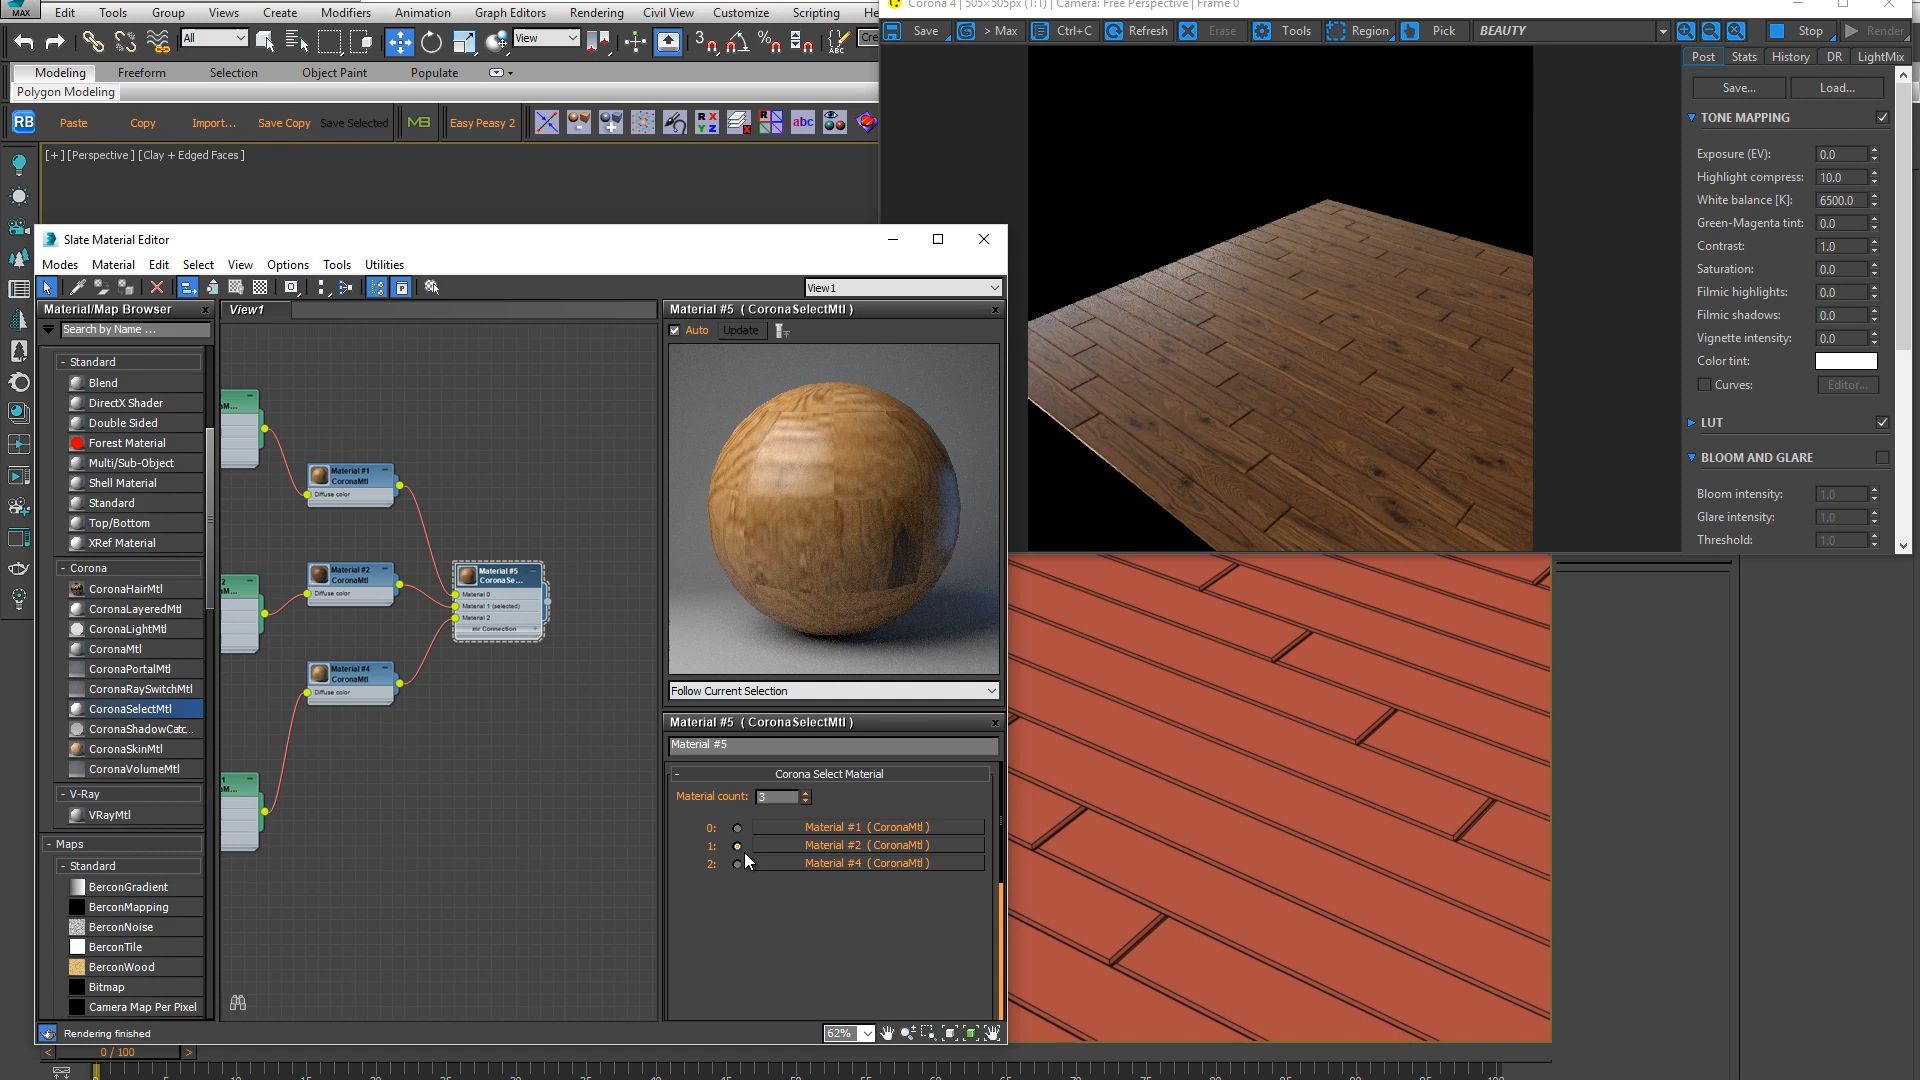 MAX
Edit Tools Group Views Create Modifiers Animation Graph Editors Rendering Civil View Customize Scripting He
Corona 4 | 505×505px (1:1) | Camera: Free Perspective | Frame 0
All View Cre
Save > Max Ctrl+C Refresh Erase Tools Region Pick BEAUTY Stop Render
Modeling Freeform Selection Object Paint Populate
Post Stats History DR LightMix
Polygon Modeling
Save... Load...
RB Paste Copy Import... Save Copy Save Selected MB Easy Peasy 2 RX YZ abc
TONE MAPPING
[+] [Perspective ] [Clay + Edged Faces ]
Exposure (EV): 0.0
Highlight compress: 10.0
White balance [K]: 6500.0
Green-Magenta tint: 0.0
Contrast: 1.0
Saturation: 0.0
Filmic highlights: 0.0
Filmic shadows: 0.0
Vignette intensity: 0.0
Color tint:
Curves: Editor...
LUT
BLOOM AND GLARE
Bloom intensity: 1.0
Glare intensity: 1.0
Threshold: 1.0
Slate Material Editor
Modes Material Edit Select View Options Tools Utilities
View1
Material/Map Browser
Search by Name ...
- Standard
Blend
DirectX Shader
Double Sided
Forest Material
Multi/Sub-Object
Shell Material
Standard
Top/Bottom
XRef Material
- Corona
CoronaHairMtl
CoronaLayeredMtl
CoronaLightMtl
CoronaMtl
CoronaPortalMtl
CoronaRaySwitchMtl
CoronaSelectMtl
CoronaShadowCatc...
CoronaSkinMtl
CoronaVolumeMtl
- V-Ray
VRayMtl
- Maps
- Standard
BerconGradient
BerconMapping
BerconNoise
BerconTile
BerconWood
Bitmap
Camera Map Per Pixel
View1
Material #1
CoronaMtl
Diffuse color
Material #2
CoronaMtl
Diffuse color
Material #4
CoronaMtl
Diffuse color
Material #5
CoronaSe...
Material 0
Material 1 (selected)
Material 2
mr Connection
Material #5 ( CoronaSelectMtl )
Auto Update
Follow Current Selection
Material #5 ( CoronaSelectMtl )
Material #5
- Corona Select Material
Material count: 3
0: Material #1 ( CoronaMtl )
1: Material #2 ( CoronaMtl )
2: Material #4 ( CoronaMtl )
Rendering finished
62%
< 0 / 100 >